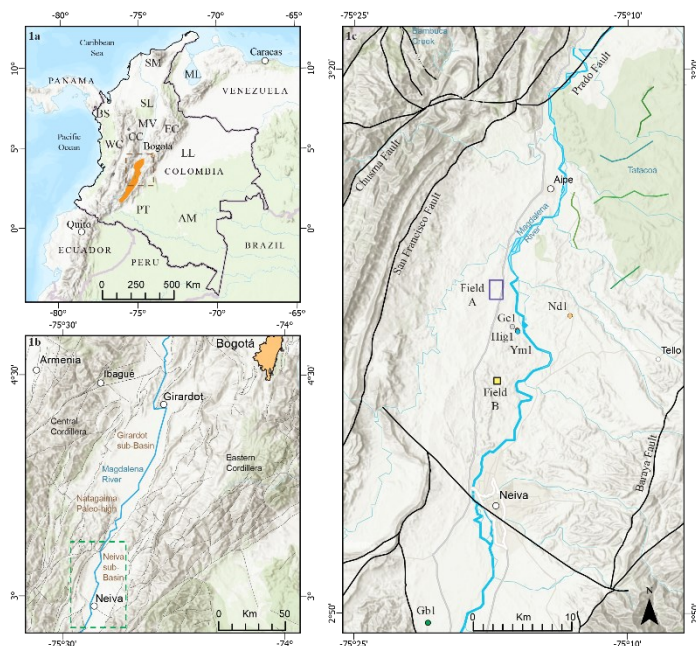 1a
-80°
-75°
-70°
-65°
Caribbean
Sea
Caracas
10°
10°
SM
ML
PANAMA
VENEZUELA
BS
SL
MV
EC
CC
WC
Pacific
Ocean
Bogota
5°
5°
LL
COLOMBIA
PT
AM
0°
0°
Quito
ECUADOR
PERU
BRAZIL
0
250
500
Km
-80°
-75°
-70°
-65°
1b
-75°30'
-74°
Bogotá
Armenia
4°30'
4°30'
Ibagué
Girardot
Central
Cordillera
Girardot
sub-Basin
Magdalena
River
Eastern
Cordillera
Natagaima
Paleo-high
Neiva
sub-
Basin
3°
3°
Neiva
0
Km
50
-75°30'
-74°
1c
-75°25'
-75°10'
Bambuca
Creek
3°20'
3°20'
Prado Fault
Chusma Fault
San Francisco Fault
Tatacoa
Aipe
Magdalena
River
Field
A
Gc1
Hig1
Ym1
Nd1
Tello
Field
B
Baraya Fault
Neiva
Gb1
2°50'
2°50'
0
Km
10
N
-75°25'
-75°10'